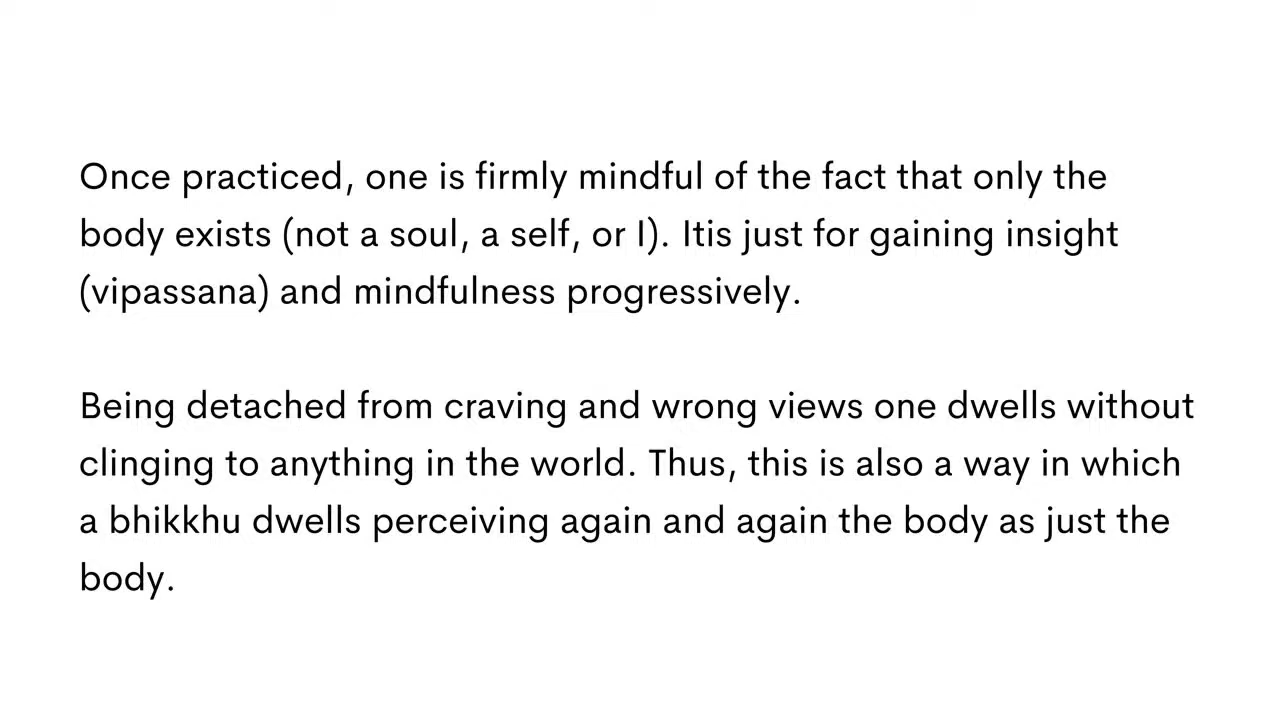 Once practiced, one is firmly mindful of the fact that only the
body exists (not a soul, a self, or I). Itis just for gaining insight
(vipassana) and mindfulness progressively.
Being detached from craving and wrong views one dwells without
clinging to anything in the world. Thus, this is also a way in which
a bhikkhu dwells perceiving again and again the body as just the
body.